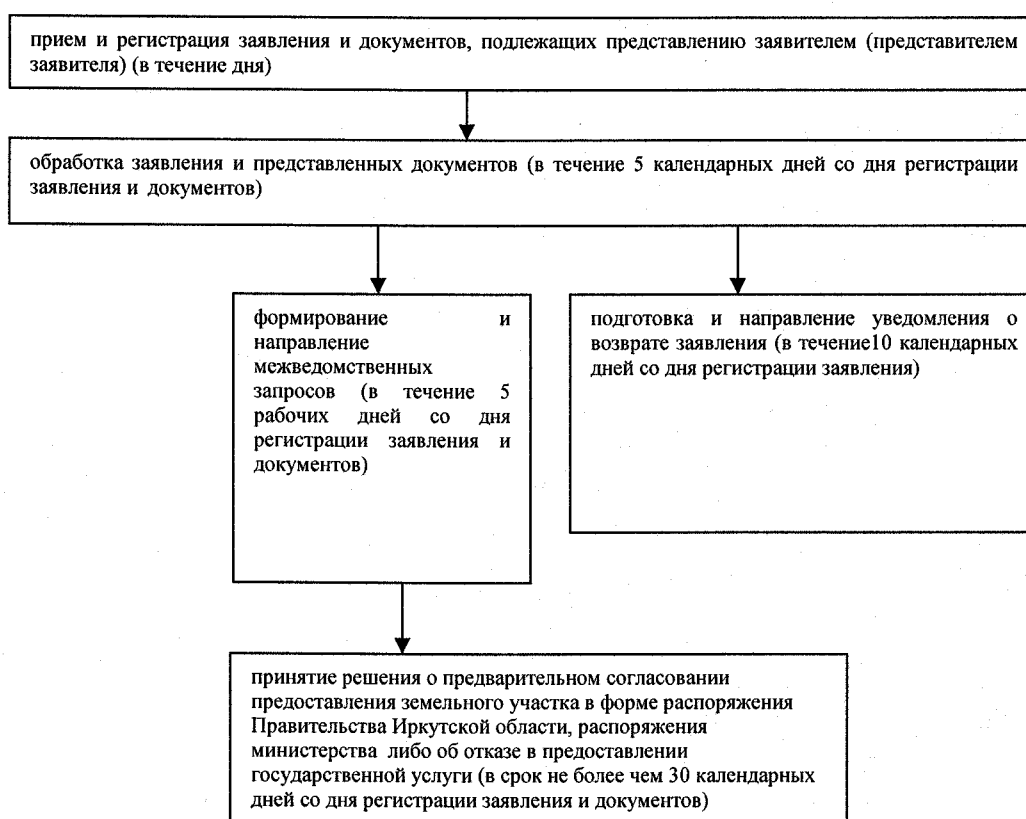 прием и регистрация заявления и документов, подлежащих представлению заявителем (представителем
заявителя) (в течение дня)
обработка заявления и представленных документов (в течение 5 календарных дней со дня регистрации
заявления и документов)
формирование и
направление
межведомственных
запросов (в течение 5
рабочих дней со дня
регистрации заявления и
документов)
подготовка и направление уведомления о
возврате заявления (в течение10 календарных
дней со дня регистрации заявления)
принятие решения о предварительном согласовании
предоставления земельного участка в форме распоряжения
Правительства Иркутской области, распоряжения
министерства либо об отказе в предоставлении
государственной услуги (в срок не более чем 30 календарных
дней со дня регистрации заявления и документов)